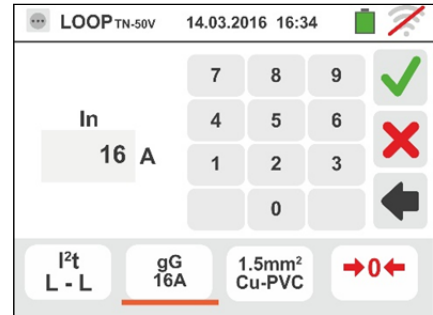 LOOP TN-50V 14.03.2016 16:34
7 8 9
In 4 5 6
16 A 1 2 3
0
I²t gG 1.5mm² →0←
L - L 16A Cu-PVC